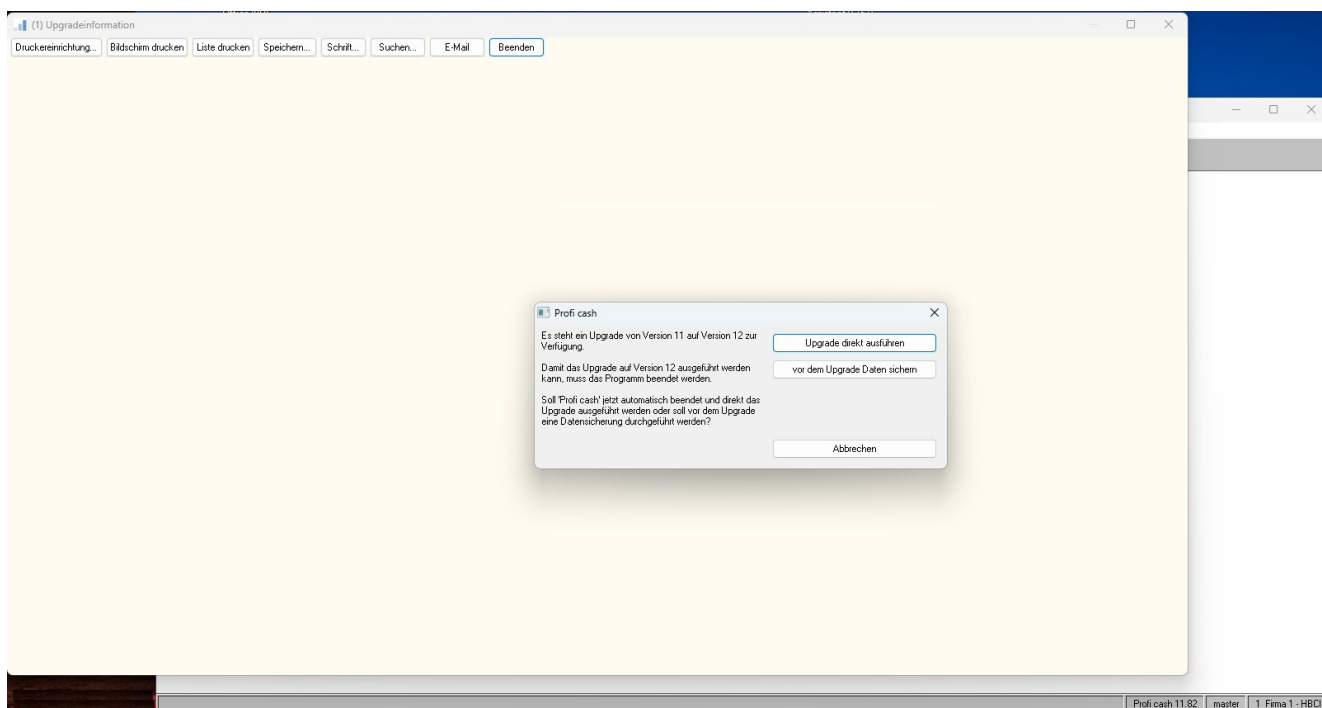 (1) Upgradeinformation
Druckereinrichtung... Bildschirm drucken Liste drucken Speichern... Schrift... Suchen... E-Mail Beenden
Profi cash
Es steht ein Upgrade von Version 11 auf Version 12 zur
Verfügung.
Upgrade direkt ausführen
Damit das Upgrade auf Version 12 ausgeführt werden
kann, muss das Programm beendet werden.
vor dem Upgrade Daten sichern
Soll 'Profi cash' jetzt automatisch beendet und direkt das
Upgrade ausgeführt werden oder soll vor dem Upgrade
eine Datensicherung durchgeführt werden?
Abbrechen
Profi cash 11.82 master 1 Firma 1 - HBCI